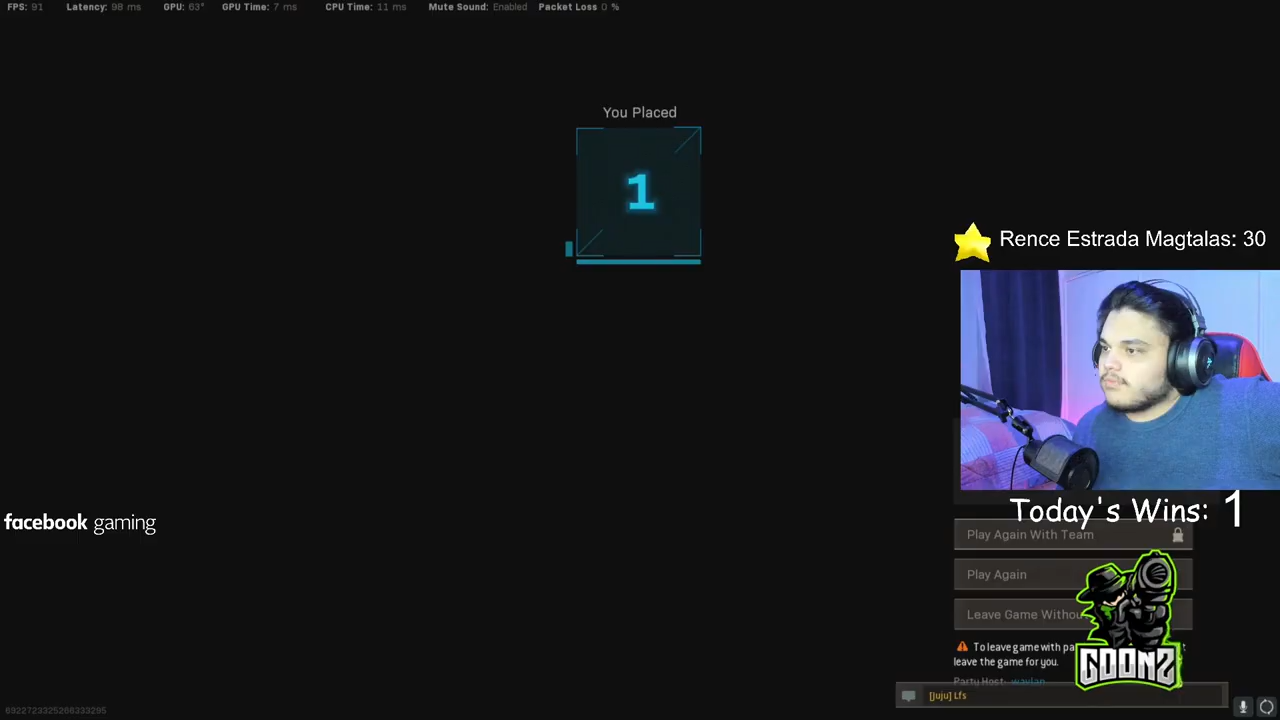 FPS: 91 Latency: 98 ms GPU: 63° GPU Time: 7 ms CPU Time: 11 ms Mute Sound: Enabled Packet Loss 0 %
You Placed
1
Rence Estrada Magtalas: 30
Today's Wins: 1
facebook gaming
Play Again With Team
Play Again
Leave Game Withou
To leave game with pa
leave the game for you.
Party Host: wavlan
GOONZ
[juju] Lfs